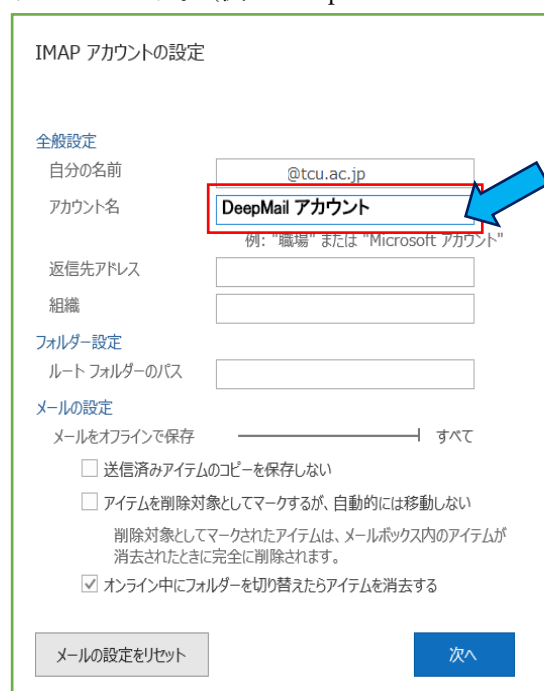 IMAP アカウントの設定
全般設定
自分の名前 @tcu.ac.jp
アカウント名 DeepMail アカウント
例: "職場" または "Microsoft アカウント"
返信先アドレス
組織
フォルダー設定
ルート フォルダーのパス
メールの設定
メールをオフラインで保存 すべて
送信済みアイテムのコピーを保存しない
アイテムを削除対象としてマークするが、自動的には移動しない
削除対象としてマークされたアイテムは、メールボックス内のアイテムが
消去されたときに完全に削除されます。
オンライン中にフォルダーを切り替えたらアイテムを消去する
メールの設定をリセット 次へ